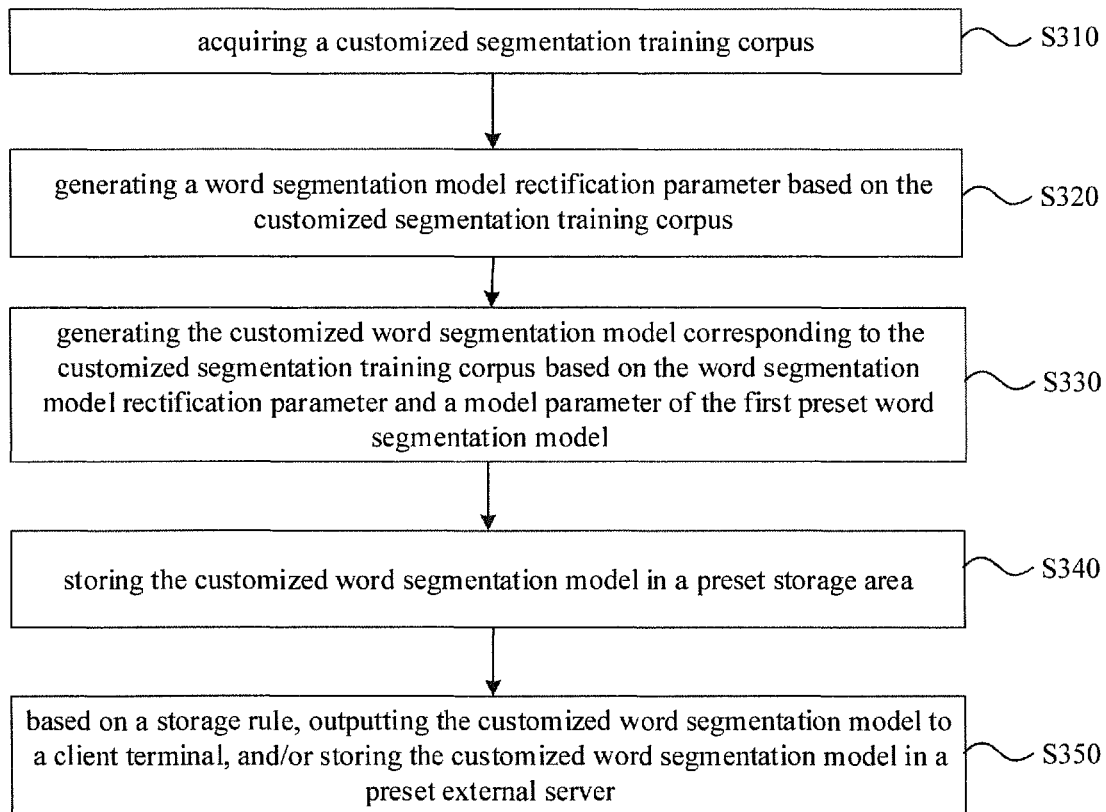 acquiring a customized segmentation training corpus
S310
generating a word segmentation model rectification parameter based on the
customized segmentation training corpus
S320
generating the customized word segmentation model corresponding to the
customized segmentation training corpus based on the word segmentation
model rectification parameter and a model parameter of the first preset word
segmentation model
S330
storing the customized word segmentation model in a preset storage area
S340
based on a storage rule, outputting the customized word segmentation model to
a client terminal, and/or storing the customized word segmentation model in a
preset external server
S350